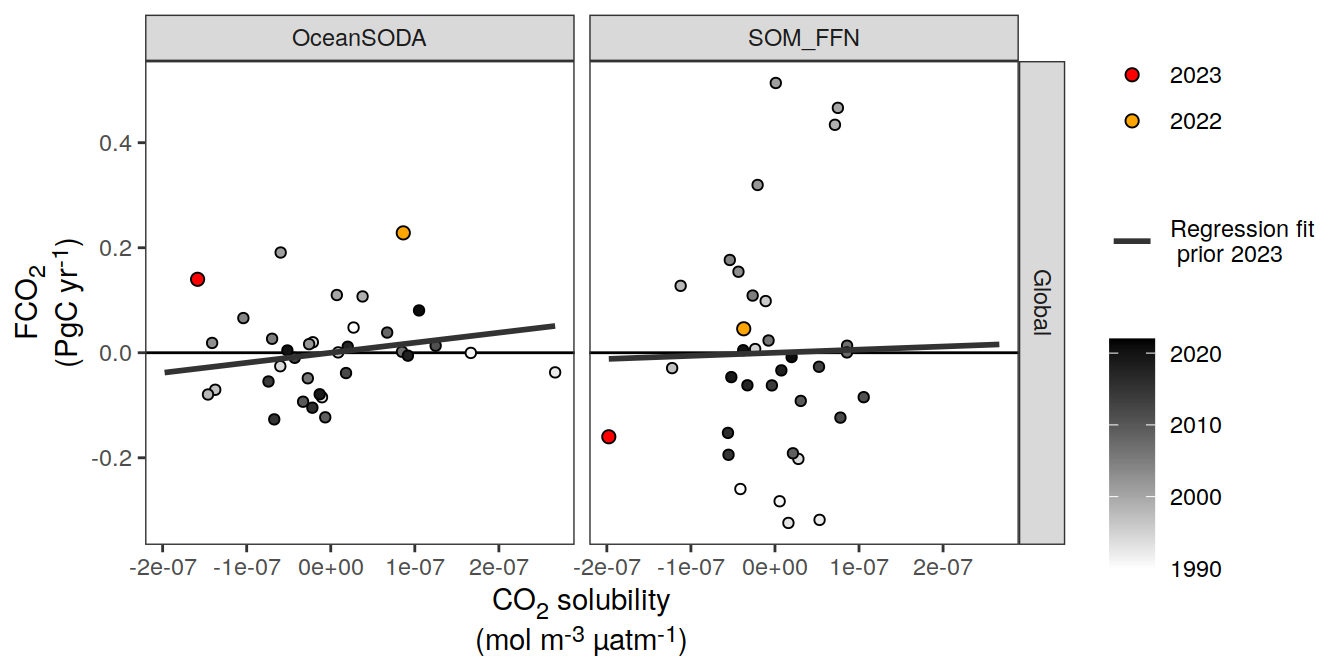 OceanSODA
SOM_FFN
Global
FCO₂
(PgC yr⁻¹)
0.4
0.2
0.0
-0.2
-2e-07 -1e-07 0e+00 1e-07 2e-07
-2e-07 -1e-07 0e+00 1e-07 2e-07
CO₂ solubility
(mol m⁻³ µatm⁻¹)
2023
2022
Regression fit
prior 2023
2020
2010
2000
1990